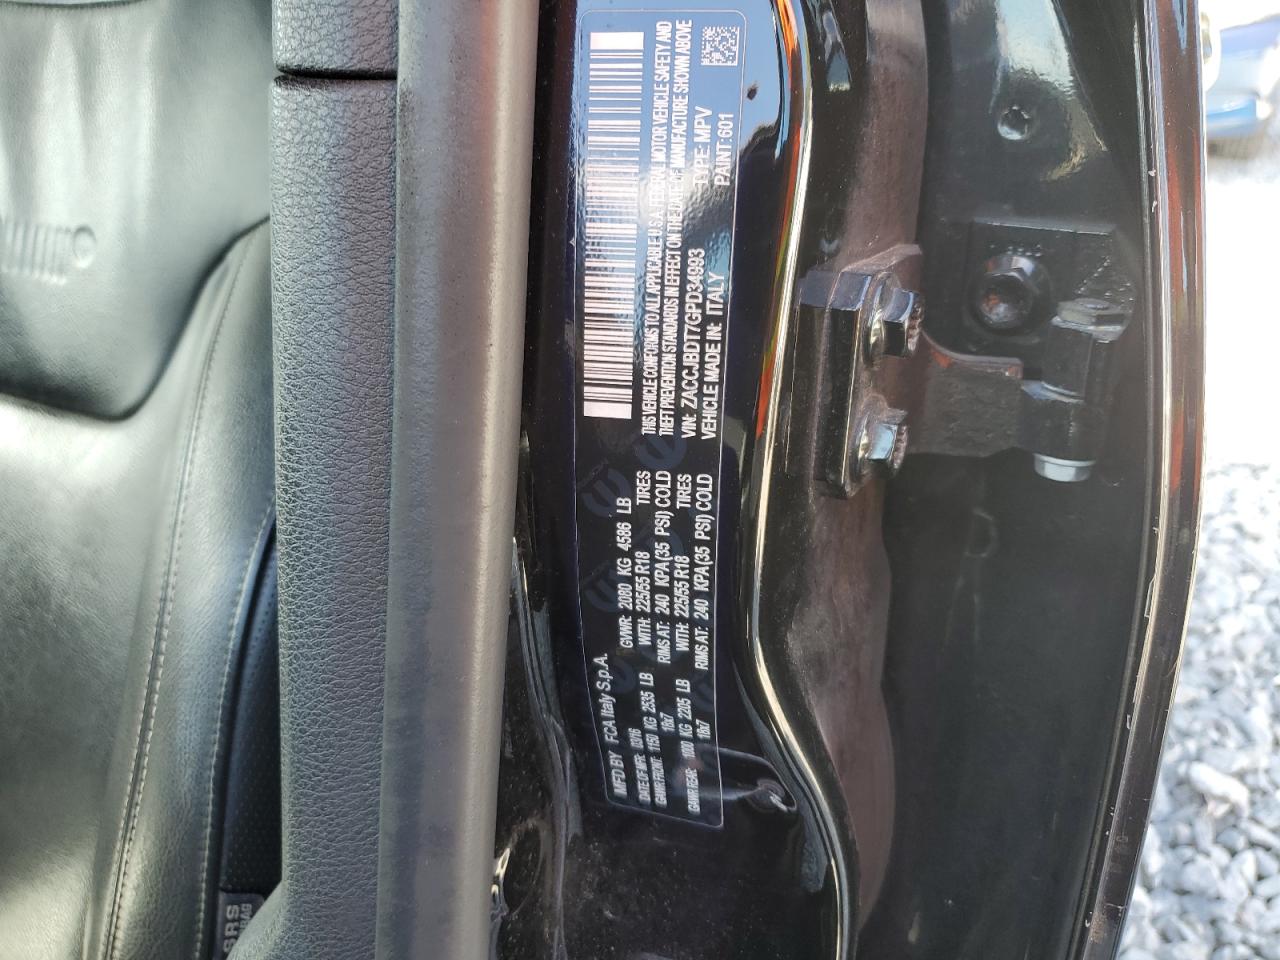 MFD BY FCA Italy S.p.A.
DATE OF MFR: 03/16
GVWR: 2080 KG 4586 LB
GAWR FRONT: 1150 KG 2535 LB
WITH: 225/55 R18 TIRES
18x7
RIMS AT: 240 KPA(35 PSI) COLD
GAWR REAR: 1000 KG 2205 LB
WITH: 225/55 R18 TIRES
18x7
RIMS AT: 240 KPA(35 PSI) COLD
THIS VEHICLE CONFORMS TO ALL APPLICABLE U.S.A. FEDERAL MOTOR VEHICLE SAFETY AND
THEFT PREVENTION STANDARDS IN EFFECT ON THE DATE OF MANUFACTURE SHOWN ABOVE
VIN: ZACCJBDT7GPD34993 TYPE: MPV
VEHICLE MADE IN: ITALY PAINT: 601
SRS